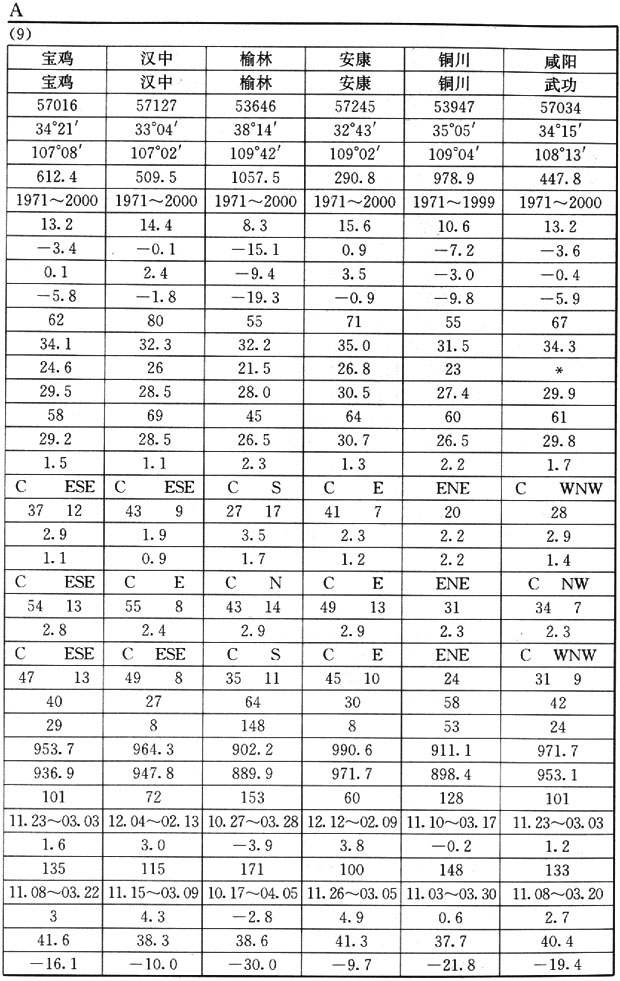 A
(9)
宝鸡 汉中 榆林 安康 铜川 咸阳
宝鸡 汉中 榆林 安康 铜川 武功
57016 57127 53646 57245 53947 57034
34°21′ 33°04′ 38°14′ 32°43′ 35°05′ 34°15′
107°08′ 107°02′ 109°42′ 109°02′ 109°04′ 108°13′
612.4 509.5 1057.5 290.8 978.9 447.8
1971～2000 1971～2000 1971～2000 1971～2000 1971～1999 1971～2000
13.2 14.4 8.3 15.6 10.6 13.2
−3.4 −0.1 −15.1 0.9 −7.2 −3.6
0.1 2.4 −9.4 3.5 −3.0 −0.4
−5.8 −1.8 −19.3 −0.9 −9.8 −5.9
62 80 55 71 55 67
34.1 32.3 32.2 35.0 31.5 34.3
24.6 26 21.5 26.8 23 *
29.5 28.5 28.0 30.5 27.4 29.9
58 69 45 64 60 61
29.2 28.5 26.5 30.7 26.5 29.8
1.5 1.1 2.3 1.3 2.2 1.7
C ESE C ESE C S C E ENE C WNW
37 12 43 9 27 17 41 7 20 28
2.9 1.9 3.5 2.3 2.2 2.9
1.1 0.9 1.7 1.2 2.2 1.4
C ESE C E C N C E ENE C NW
54 13 55 8 43 14 49 13 31 34 7
2.8 2.4 2.9 2.9 2.3 2.3
C ESE C ESE C S C E ENE C WNW
47 13 49 8 35 11 45 10 24 31 9
40 27 64 30 58 42
29 8 148 8 53 24
953.7 964.3 902.2 990.6 911.1 971.7
936.9 947.8 889.9 971.7 898.4 953.1
101 72 153 60 128 101
11.23～03.03 12.04～02.13 10.27～03.28 12.12～02.09 11.10～03.17 11.23～03.03
1.6 3.0 −3.9 3.8 −0.2 1.2
135 115 171 100 148 133
11.08～03.22 11.15～03.09 10.17～04.05 11.26～03.05 11.03～03.30 11.08～03.20
3 4.3 −2.8 4.9 0.6 2.7
41.6 38.3 38.6 41.3 37.7 40.4
−16.1 −10.0 −30.0 −9.7 −21.8 −19.4